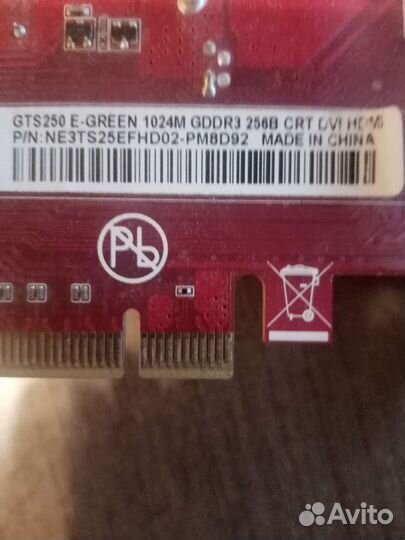 GTS250 E-GREEN 1024M GDDR3 256B CRT DVI HDMI
P/N:NE3TS25EFHD02-PM8D92 MADE IN CHINA
Pb
Avito